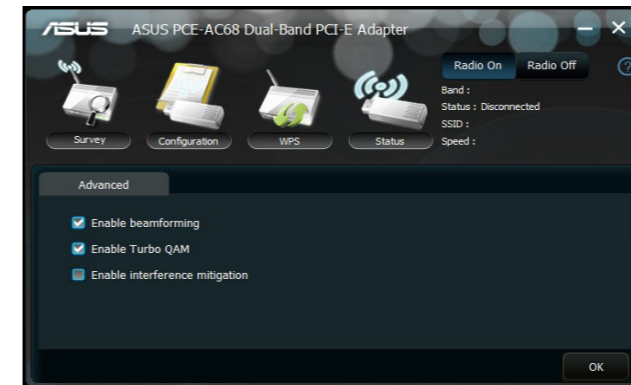 ASUS ASUS PCE-AC68 Dual-Band PCI-E Adapter
Radio On Radio Off ?
Band :
Status : Disconnected
SSID :
Speed :
Survey Configuration WPS Status
Advanced
Enable beamforming
Enable Turbo QAM
Enable interference mitigation
OK